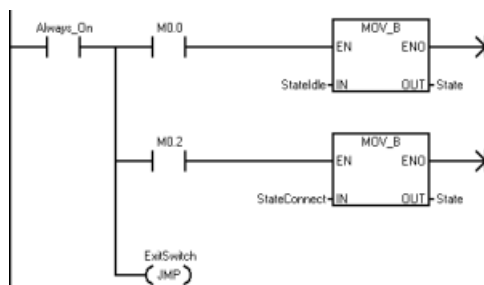 Always_On
M0.0
MOV_B
EN ENO
StateIdle IN OUT State
M0.2
MOV_B
EN ENO
StateConnect IN OUT State
ExitSwitch
JMP